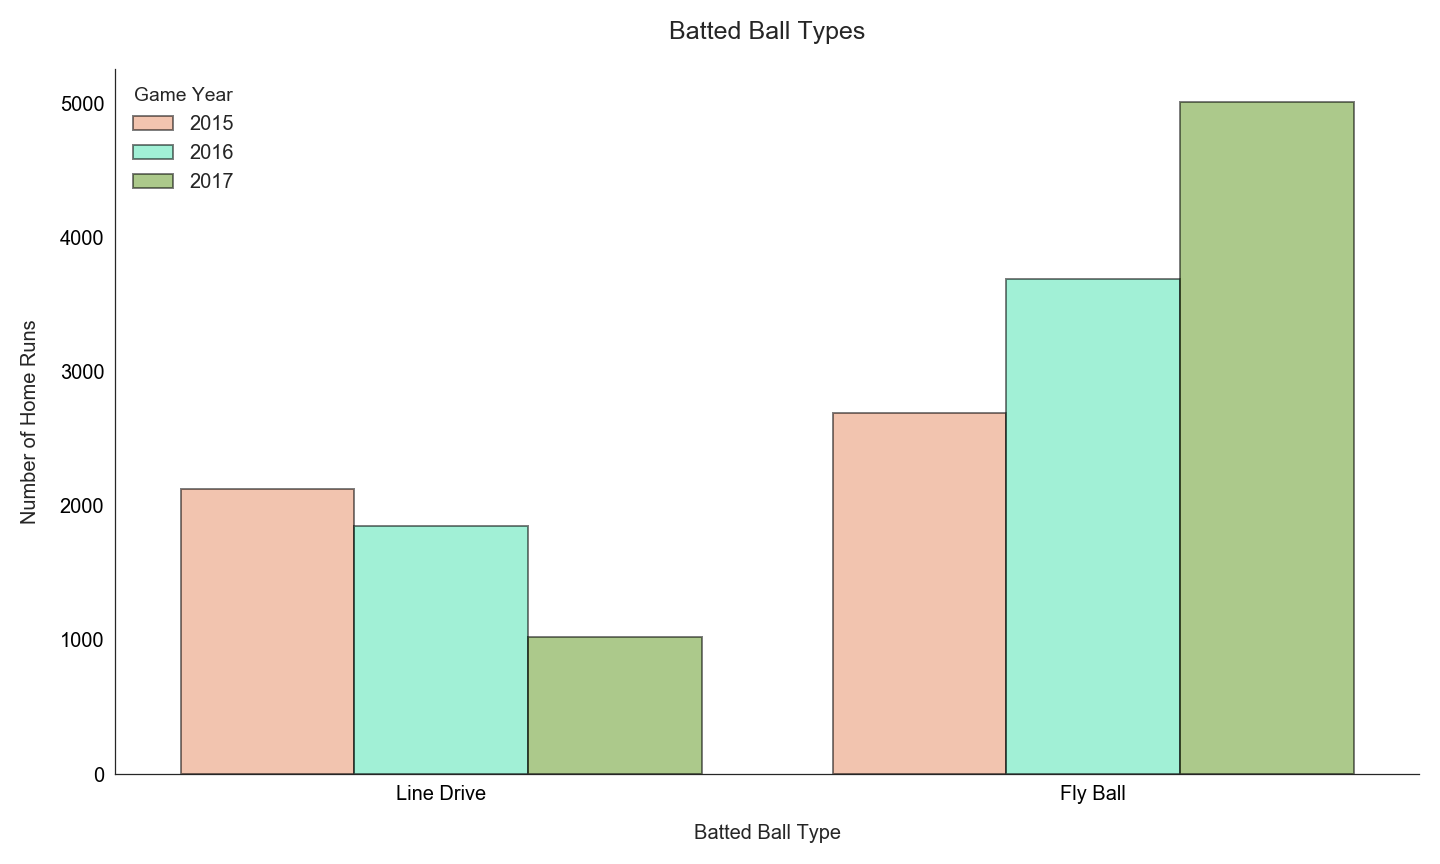 Batted Ball Types
Game Year
2015
2016
2017
5000
4000
3000
2000
1000
0
Number of Home Runs
Line Drive
Fly Ball
Batted Ball Type